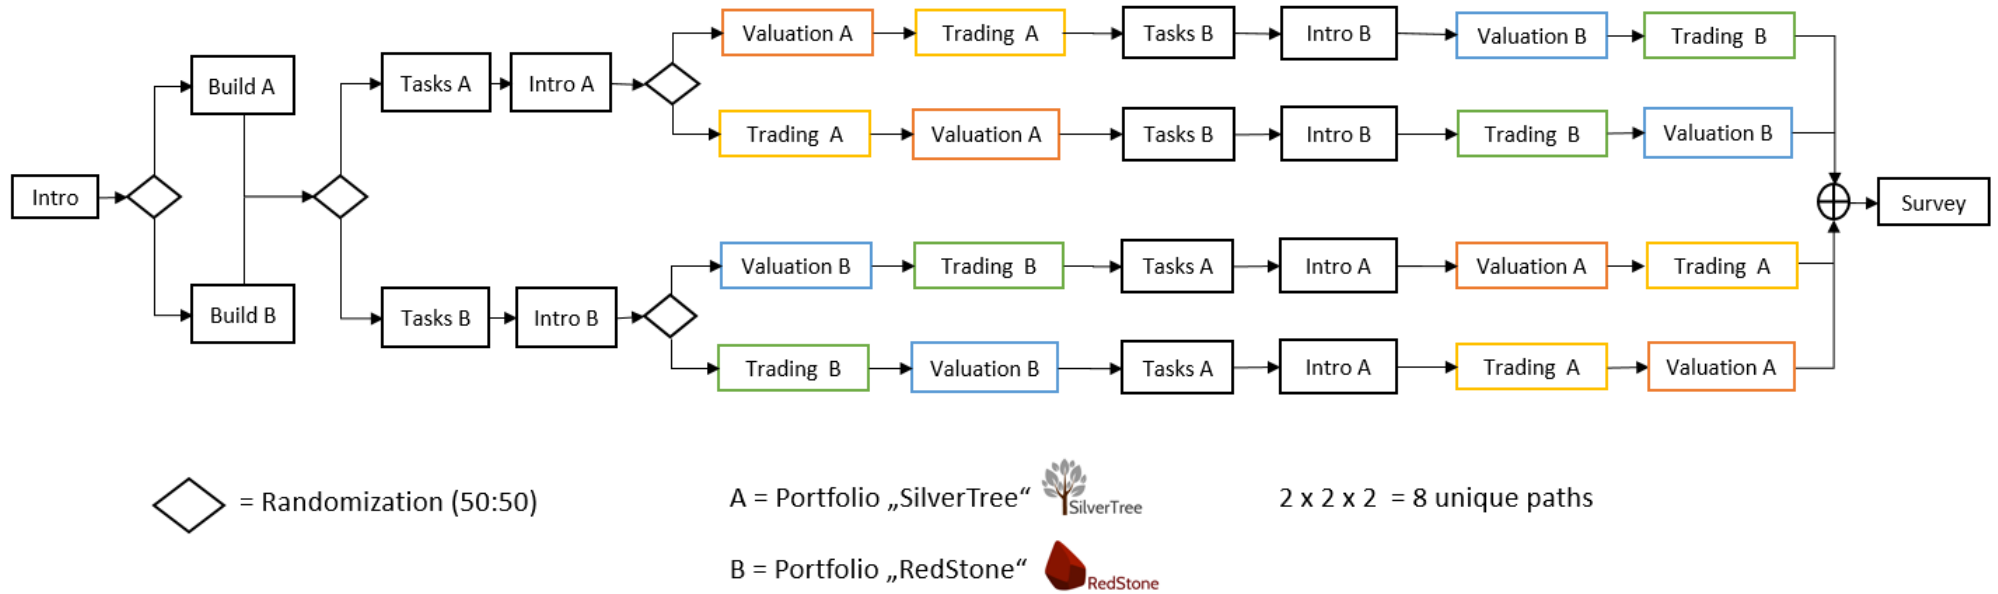 Valuation A
Trading A
Tasks B
Intro B
Valuation B
Trading B
Build A
Tasks A
Intro A
Trading A
Valuation A
Tasks B
Intro B
Trading B
Valuation B
Intro
Survey
Valuation B
Trading B
Tasks A
Intro A
Valuation A
Trading A
Build B
Tasks B
Intro B
Trading B
Valuation B
Tasks A
Intro A
Trading A
Valuation A
= Randomization (50:50)
A = Portfolio „SilverTree“
SilverTree
2 x 2 x 2 = 8 unique paths
B = Portfolio „RedStone“
RedStone